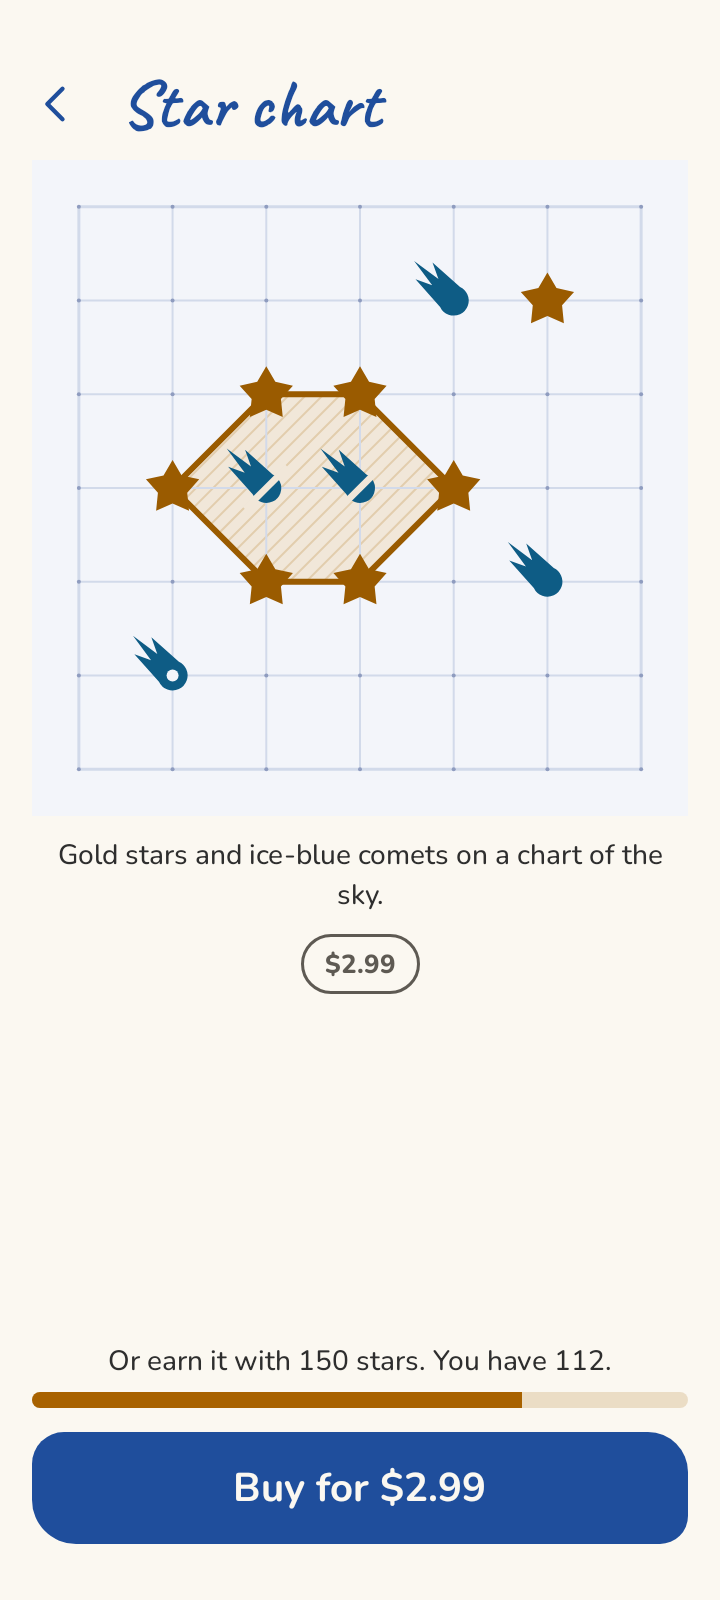 Star chart
Gold stars and ice-blue comets on a chart of the
sky.
$2.99
Or earn it with 150 stars. You have 112.
Buy for $2.99